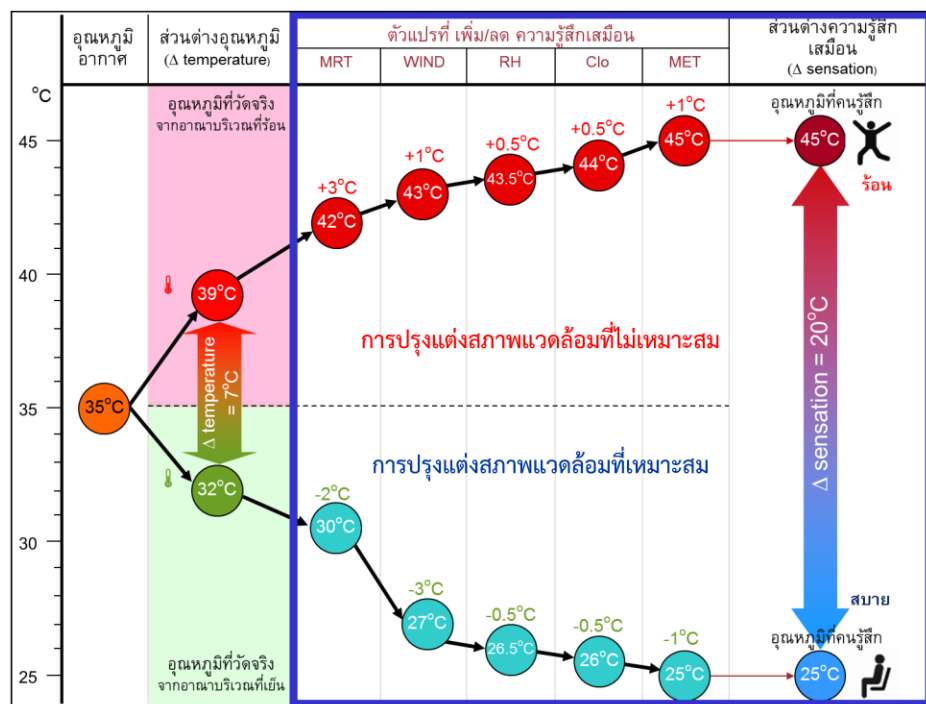 อุณหภูมิ
อากาศ
ส่วนต่างอุณหภูมิ
(Δ temperature)
ตัวแปรที่ เพิ่ม/ลด ความรู้สึกเสมือน
MRT WIND RH Clo MET
ส่วนต่างความรู้สึก
เสมือน
(Δ sensation)
°C
อุณหภูมิที่วัดจริง
จากอาณาบริเวณที่ร้อน
อุณหภูมิที่คนรู้สึก
+1°C
45
45°C
45°C
+0.5°C
44°C
+0.5°C
43.5°C
+1°C
43°C
+3°C
42°C
ร้อน
40
39°C
การปรุงแต่งสภาพแวดล้อมที่ไม่เหมาะสม
Δ temperature
= 7°C
Δ sensation = 20°C
35
35°C
การปรุงแต่งสภาพแวดล้อมที่เหมาะสม
32°C
-2°C
30°C
30
-3°C
27°C
-0.5°C
26.5°C
-0.5°C
26°C
-1°C
25°C
สบาย
อุณหภูมิที่คนรู้สึก
25°C
25
อุณหภูมิที่วัดจริง
จากอาณาบริเวณที่เย็น